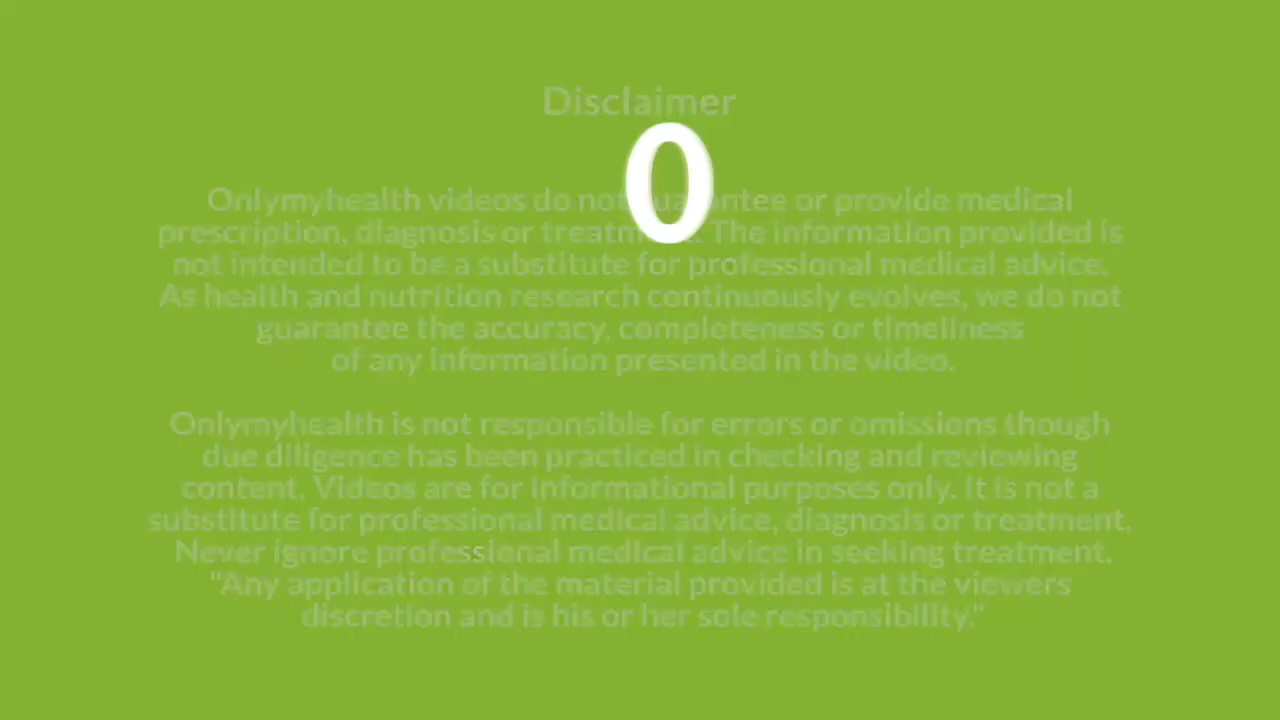 Disclaimer
0
Onlymyhealth videos do not guarantee or provide medical
prescription, diagnosis or treatment. The information provided is
not intended to be a substitute for professional medical advice.
As health and nutrition research continuously evolves, we do not
guarantee the accuracy, completeness or timeliness
of any information presented in the video.
Onlymyhealth is not responsible for errors or omissions though
due diligence has been practiced in checking and reviewing
content. Videos are for informational purposes only. It is not a
substitute for professional medical advice, diagnosis or treatment.
Never ignore professional medical advice in seeking treatment.
"Any application of the material provided is at the viewers
discretion and is his or her sole responsibility."